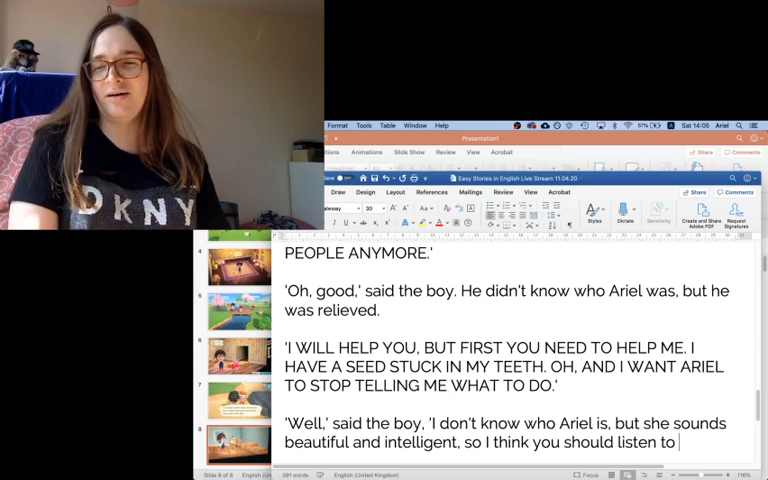 DKNY
Format Tools Table Window Help
51% Sat 14:05 Ariel
Presentation1
Animations Slide Show Review View Acrobat
Share Comments
Easy Stories in English Live Stream 11.04.20
Draw Design Layout References Mailings Review View Acrobat
Share Comments
30
Styles Dictate Sensitivity Create and Share Adobe PDF Request Signatures
PEOPLE ANYMORE.'
'Oh, good,' said the boy. He didn't know who Ariel was, but he
was relieved.
'I WILL HELP YOU, BUT FIRST YOU NEED TO HELP ME. I
HAVE A SEED STUCK IN MY TEETH. OH, AND I WANT ARIEL
TO STOP TELLING ME WHAT TO DO.'
'Well,' said the boy, 'I don't know who Ariel is, but she sounds
beautiful and intelligent, so I think you should listen to
4
5
6
7
8
Slide 8 of 8
391 words English (United Kingdom) Focus 116%